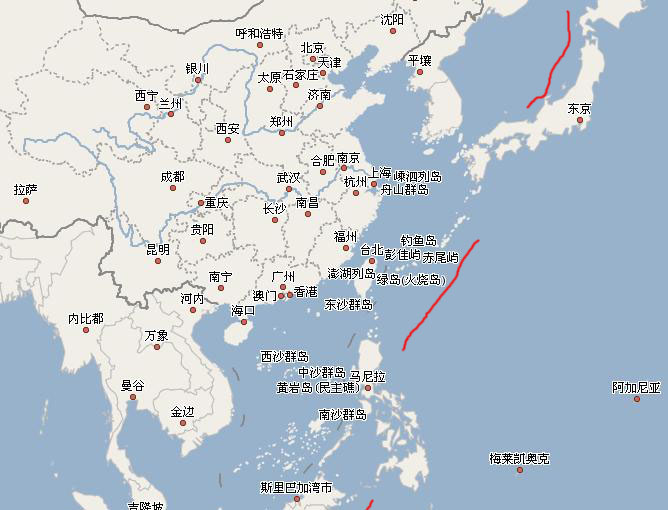 沈阳
呼和浩特
北京
天津
平壤
银川
太原
石家庄
西宁
兰州
济南
东京
西安
郑州
合肥
南京
上海
嵊泗列岛
成都
武汉
杭州
舟山群岛
拉萨
重庆
长沙
南昌
贵阳
福州
钓鱼岛
昆明
台北
彭佳屿
赤尾屿
南宁
广州
澎湖列岛
绿岛(火烧岛)
河内
澳门
香港
海口
东沙群岛
内比都
万象
西沙群岛
中沙群岛
马尼拉
曼谷
黄岩岛(民主礁)
阿加尼亚
金边
南沙群岛
梅莱凯奥克
斯里巴加湾市
吉隆坡